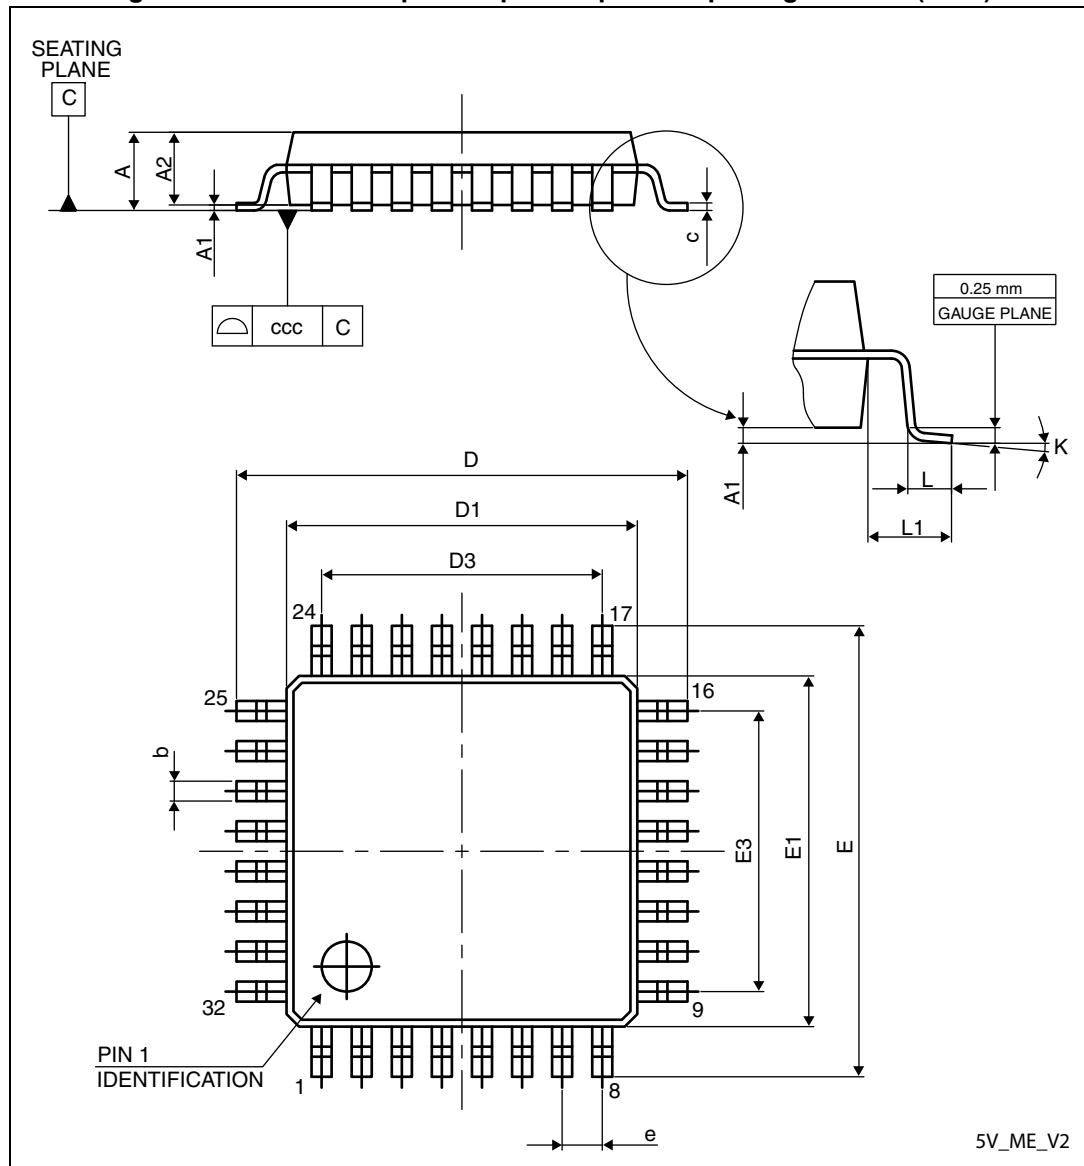 SEATING
PLANE
C
A
A2
A1
c
ccc
C
0.25 mm
GAUGE PLANE
K
A1
L
L1
D
D1
D3
24
17
25
16
b
E3
E1
E
32
9
PIN 1
IDENTIFICATION
1
8
e
5V_ME_V2